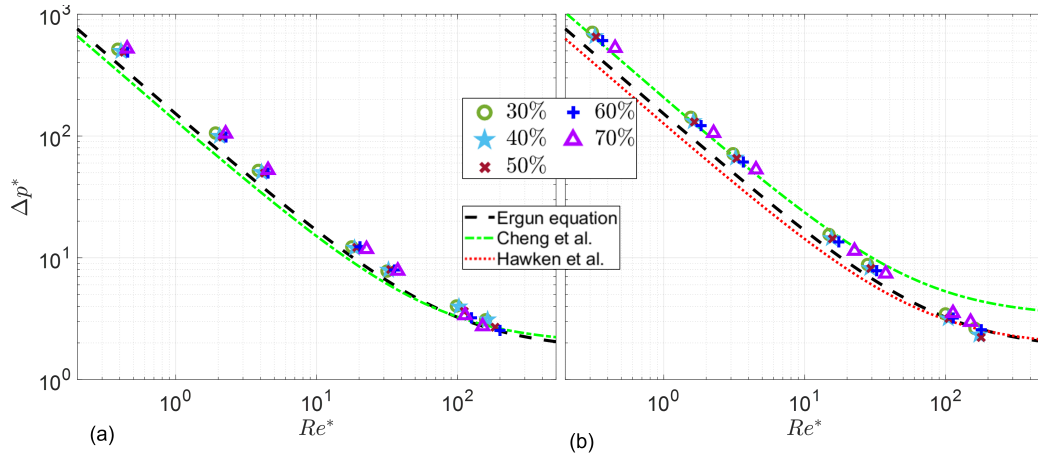 10^3
10^2
10^1
10^0
Δp*
10^0 10^1 10^2
Re*
(a)
30% 60%
40% 70%
50%
Ergun equation
Cheng et al.
Hawken et al.
10^0 10^1 10^2
Re*
(b)